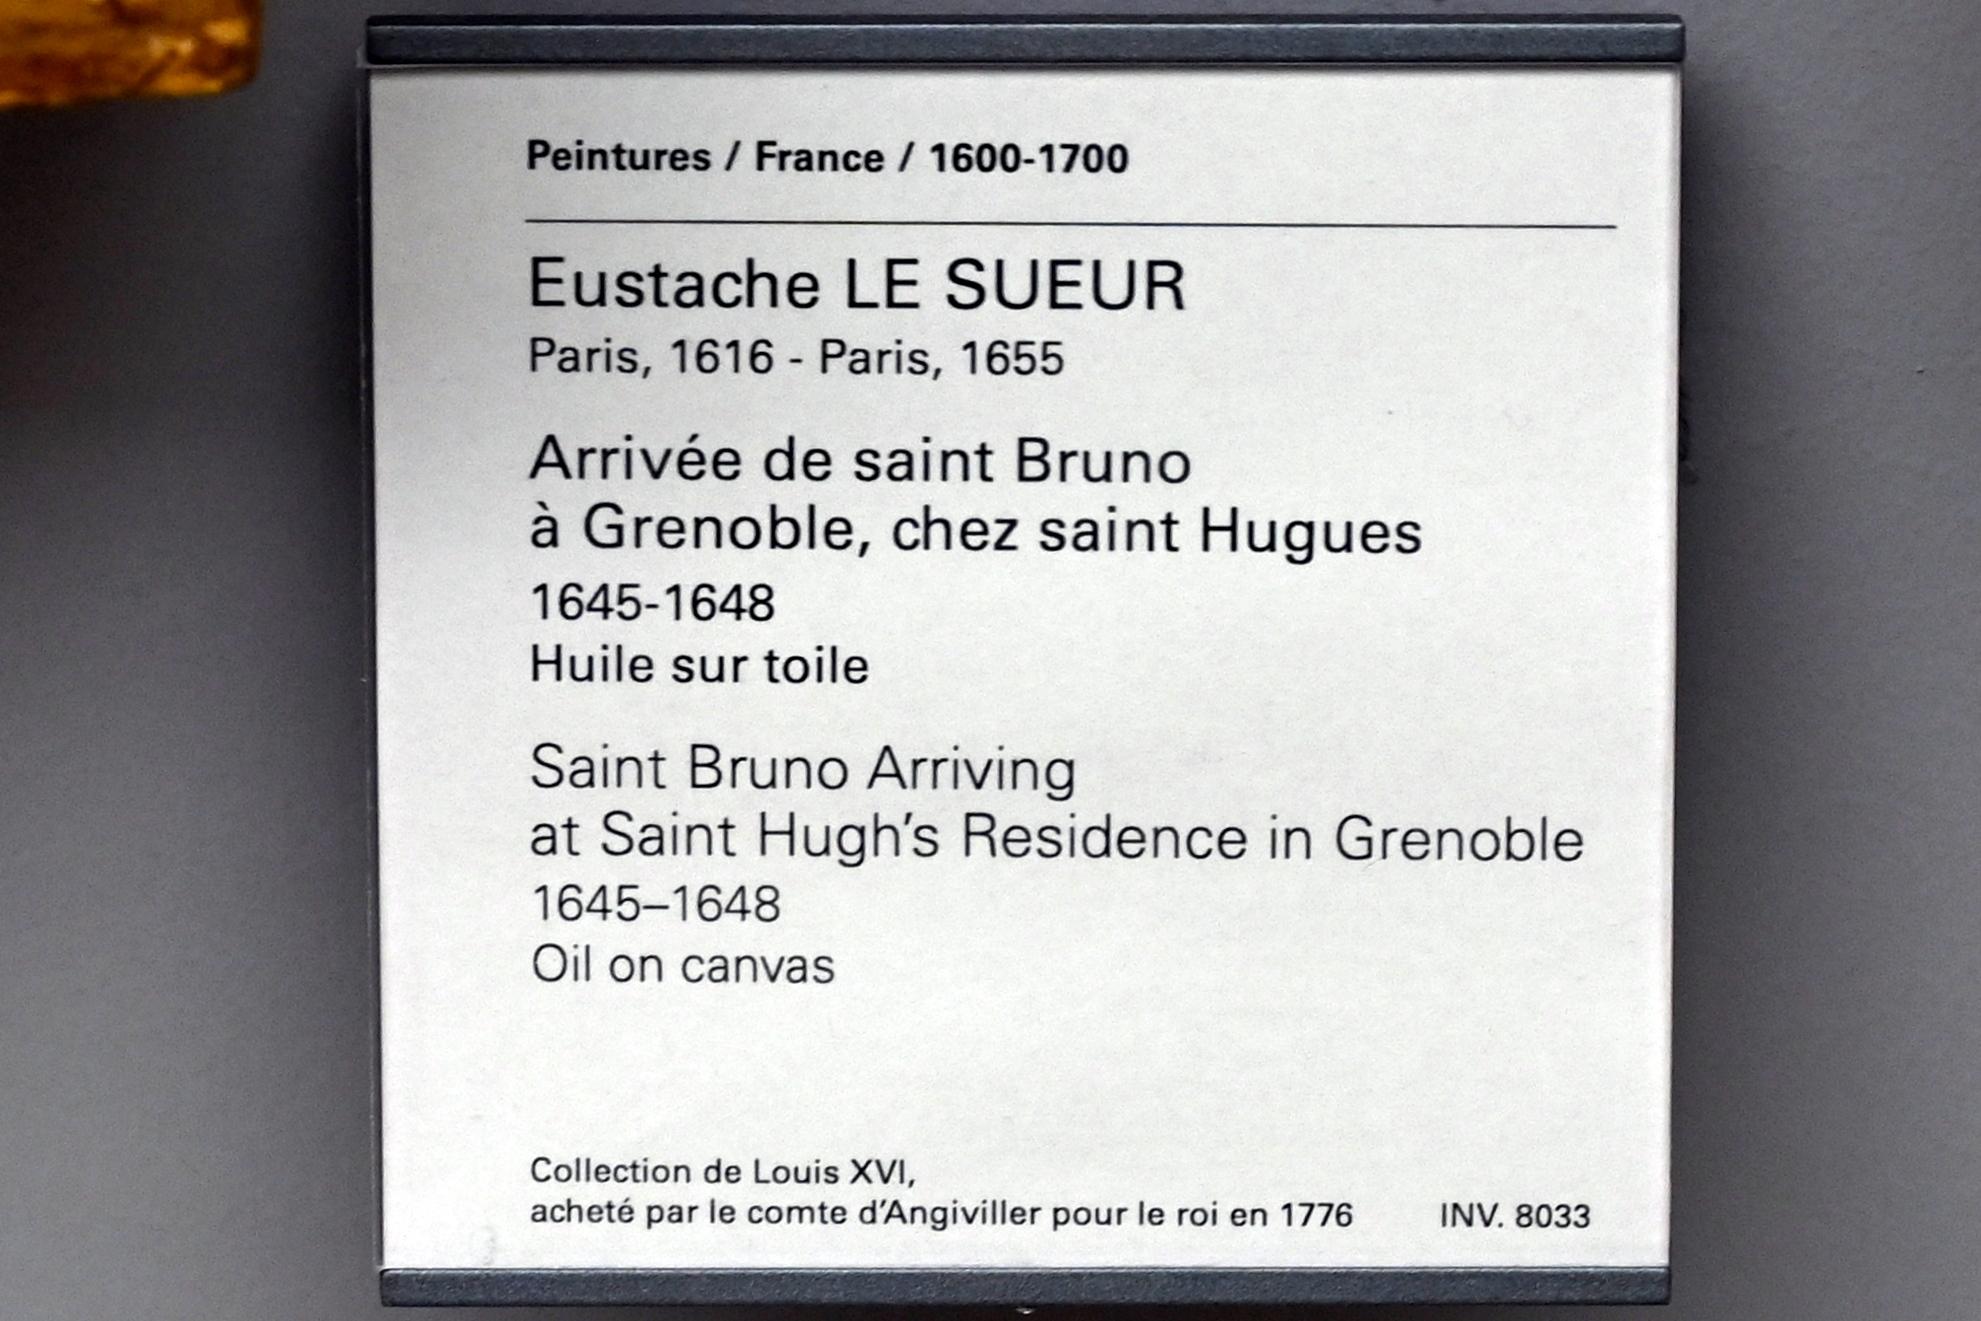 Peintures / France / 1600-1700
Eustache LE SUEUR
Paris, 1616 - Paris, 1655
Arrivée de saint Bruno
à Grenoble, chez saint Hugues
1645-1648
Huile sur toile
Saint Bruno Arriving
at Saint Hugh’s Residence in Grenoble
1645–1648
Oil on canvas
Collection de Louis XVI,
acheté par le comte d’Angiviller pour le roi en 1776 INV. 8033